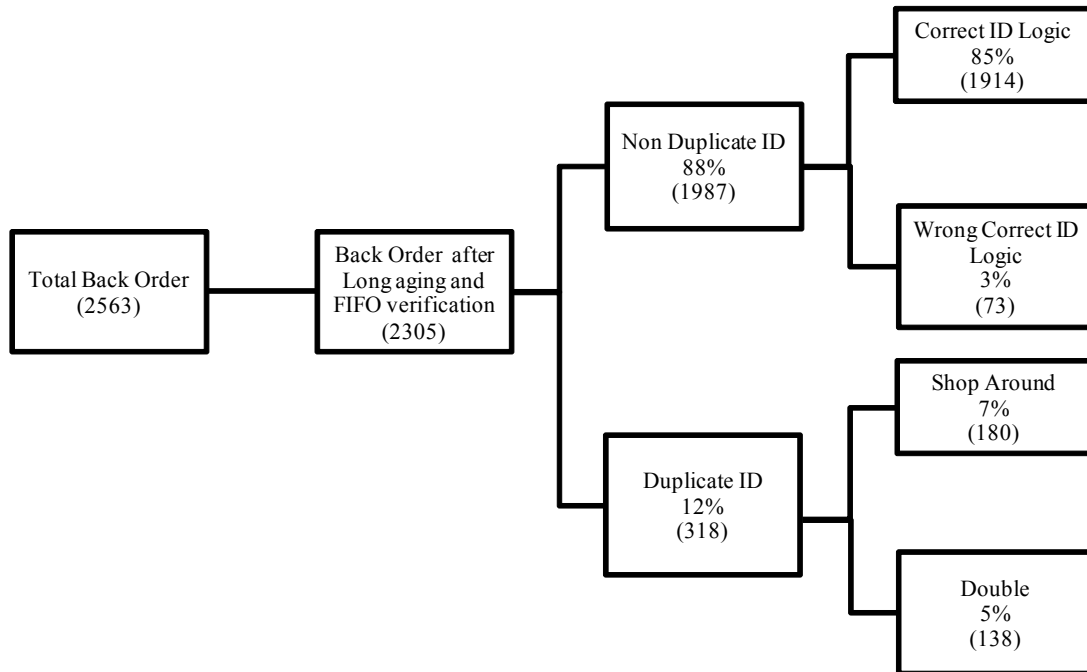 Total Back Order
(2563)
Back Order after
Long aging and
FIFO verification
(2305)
Non Duplicate ID
88%
(1987)
Duplicate ID
12%
(318)
Correct ID Logic
85%
(1914)
Wrong Correct ID
Logic
3%
(73)
Shop Around
7%
(180)
Double
5%
(138)